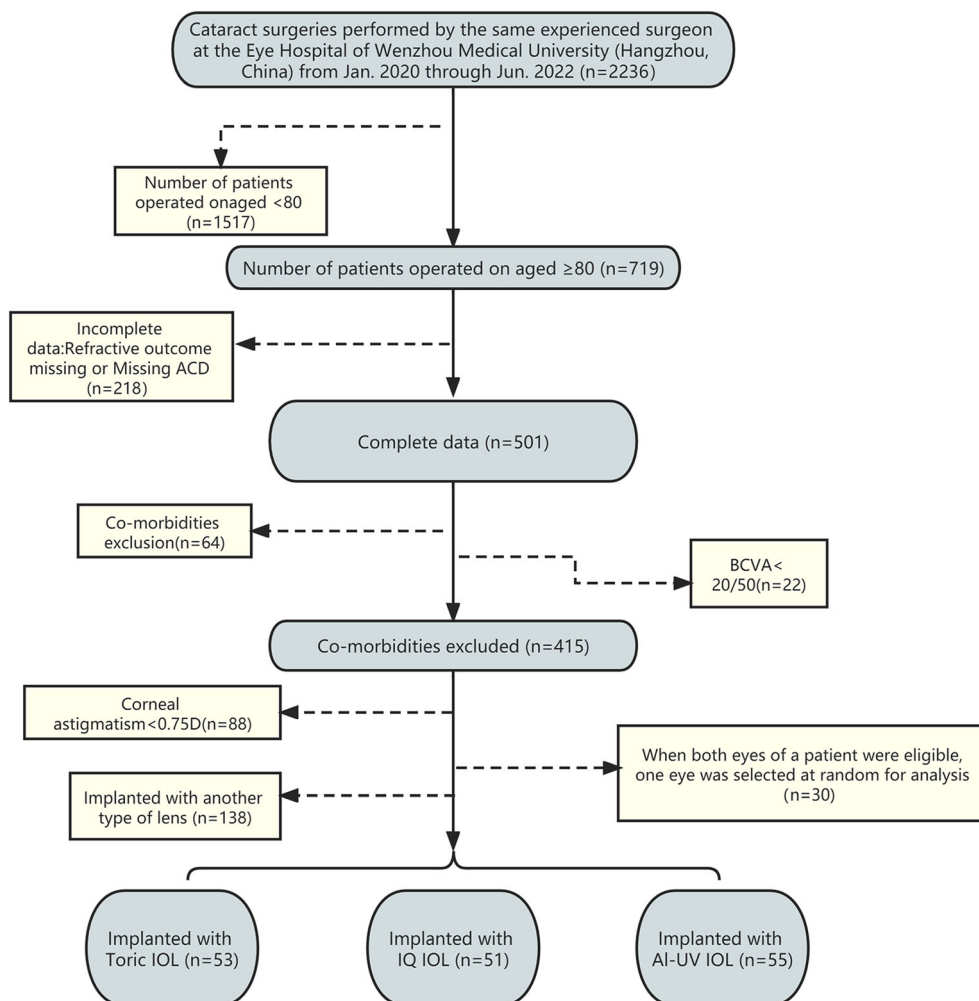 Cataract surgeries performed by the same experienced surgeon
at the Eye Hospital of Wenzhou Medical University (Hangzhou,
China) from Jan. 2020 through Jun. 2022 (n=2236)
Number of patients
operated onaged <80
(n=1517)
Number of patients operated on aged ≥80 (n=719)
Incomplete
data:Refractive outcome
missing or Missing ACD
(n=218)
Complete data (n=501)
Co-morbidities
exclusion(n=64)
BCVA<
20/50(n=22)
Co-morbidities excluded (n=415)
Corneal
astigmatism<0.75D(n=88)
When both eyes of a patient were eligible,
one eye was selected at random for analysis
(n=30)
Implanted with another
type of lens (n=138)
Implanted with
Toric IOL (n=53)
Implanted with
IQ IOL (n=51)
Implanted with
AI-UV IOL (n=55)